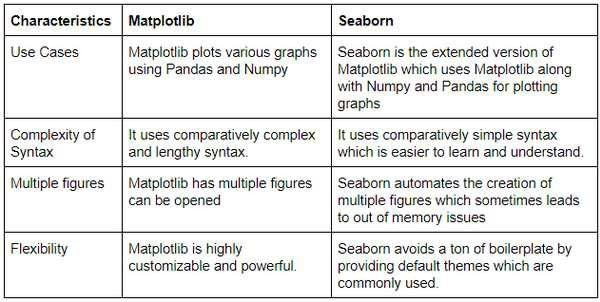 Characteristics Matplotlib Seaborn
Use Cases
Matplotlib plots various graphs
using Pandas and Numpy
Seaborn is the extended version of
Matplotlib which uses Matplotlib along
with Numpy and Pandas for plotting
graphs
Complexity of
Syntax
It uses comparatively complex
and lengthy syntax.
It uses comparatively simple syntax
which is easier to learn and understand.
Multiple figures
Matplotlib has multiple figures
can be opened
Seaborn automates the creation of
multiple figures which sometimes leads
to out of memory issues
Flexibility
Matplotlib is highly
customizable and powerful.
Seaborn avoids a ton of boilerplate by
providing default themes which are
commonly used.